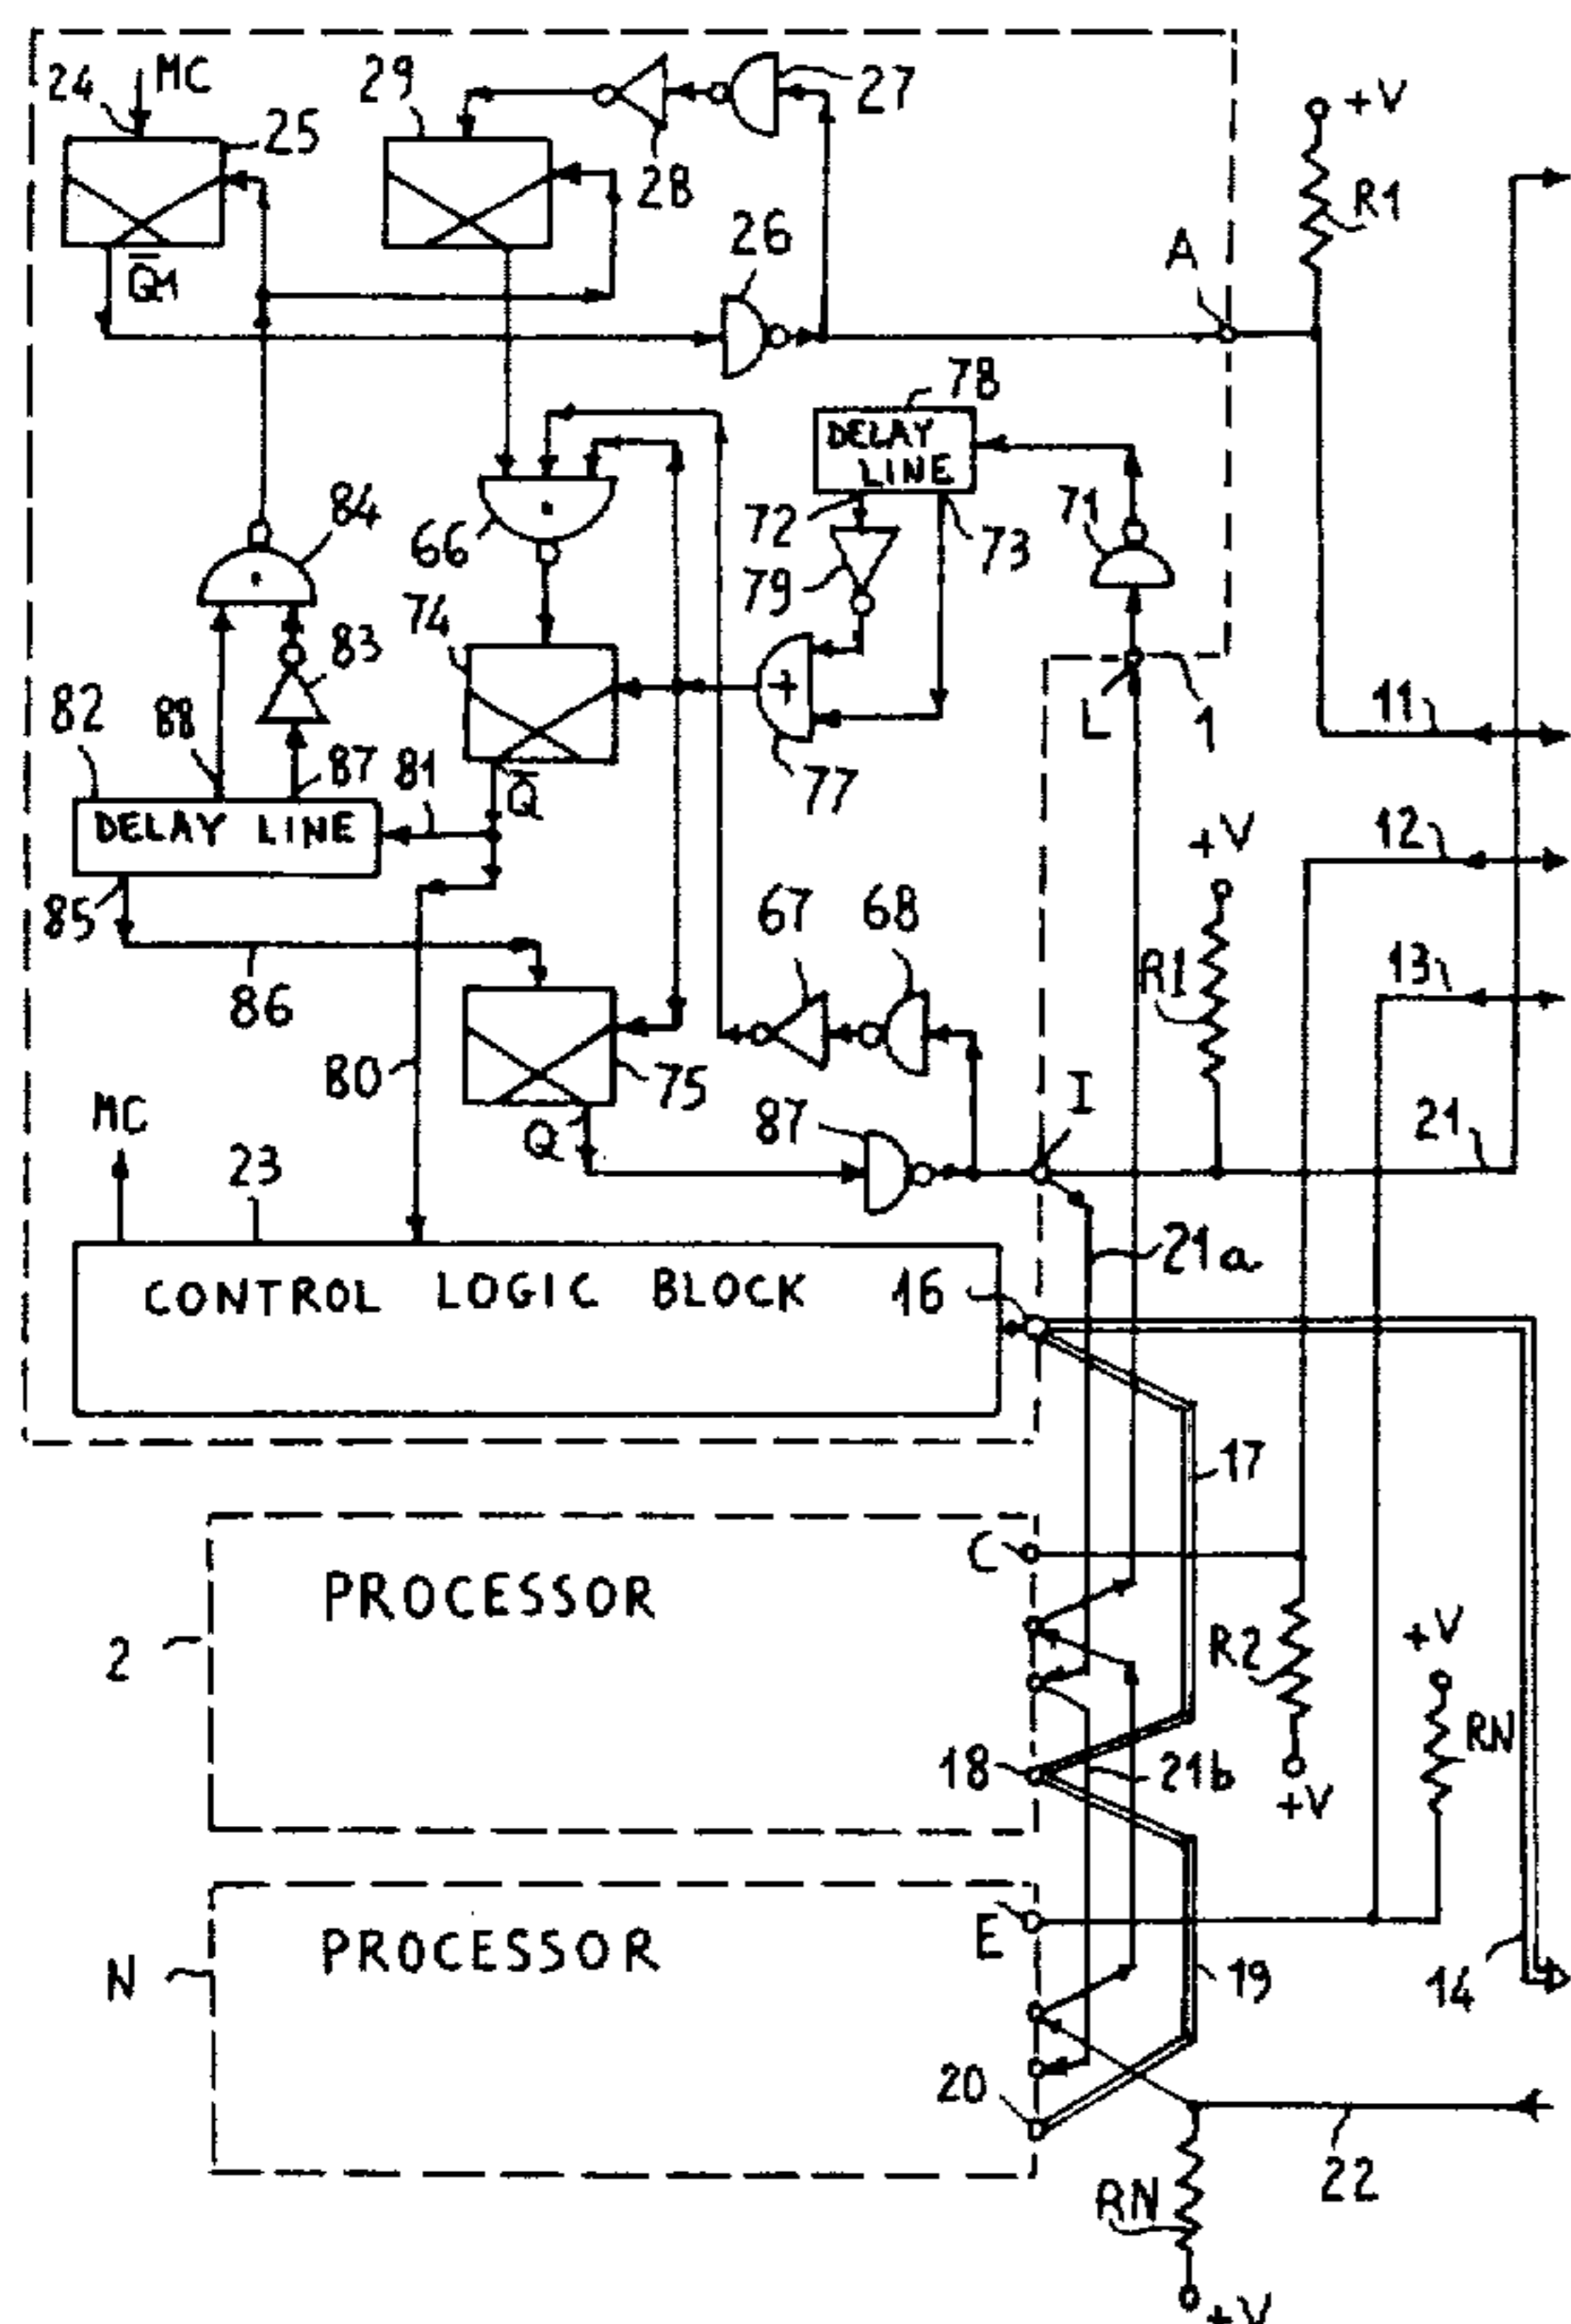 24 MC
29
27
+V
25
28
R1
Q̅M
26
A
78
DELAY LINE
84
66
72
73
71
79
74
83
82
88
87
81
77
L
1
11
Q̅
DELAY LINE
12
+V
85
67
68
13
86
R1
80
75
I
MC
Q
87
21
23
21a
CONTROL LOGIC BLOCK
16
17
C
PROCESSOR
2
R2
+V
RN
18
21b
+V
E
PROCESSOR
N
19
14
20
22
RN
+V